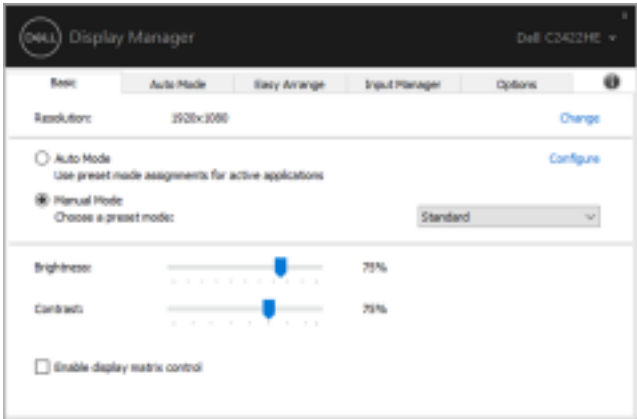 DELL Display Manager Dell C2422HE
Basic Auto Mode Easy Arrange Input Manager Options
Resolution: 1920x1080 Change
Auto Mode Configure
Use preset mode assignments for active applications
Manual Mode
Choose a preset mode: Standard
Brightness: 75%
Contrast: 75%
Enable display matrix control